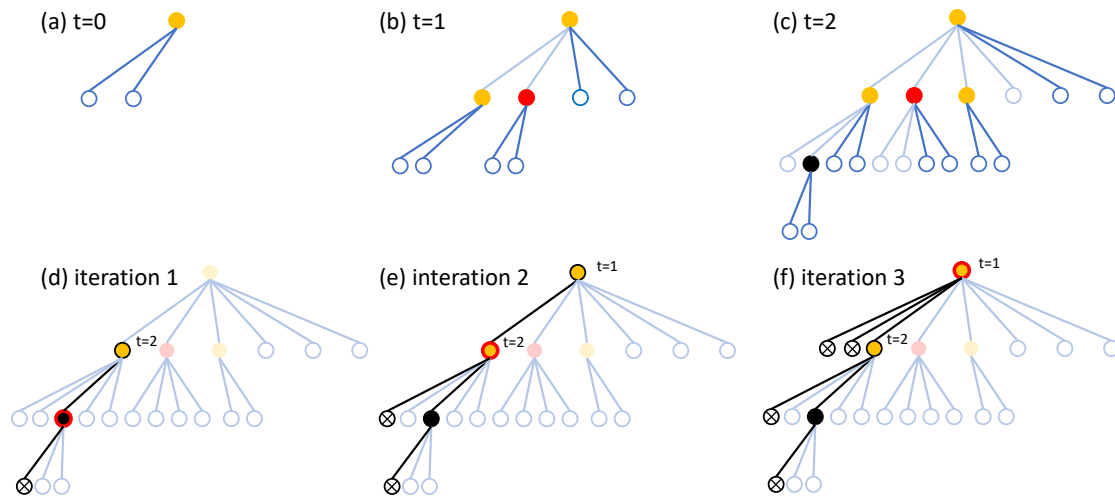 (a) t=0
(b) t=1
(c) t=2
(d) iteration 1
t=2
(e) interation 2
t=1
t=2
(f) iteration 3
t=1
t=2